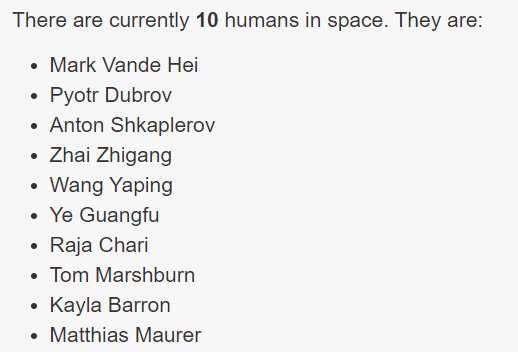 There are currently 10 humans in space. They are:
Mark Vande Hei
Pyotr Dubrov
Anton Shkaplerov
Zhai Zhigang
Wang Yaping
Ye Guangfu
Raja Chari
Tom Marshburn
Kayla Barron
Matthias Maurer